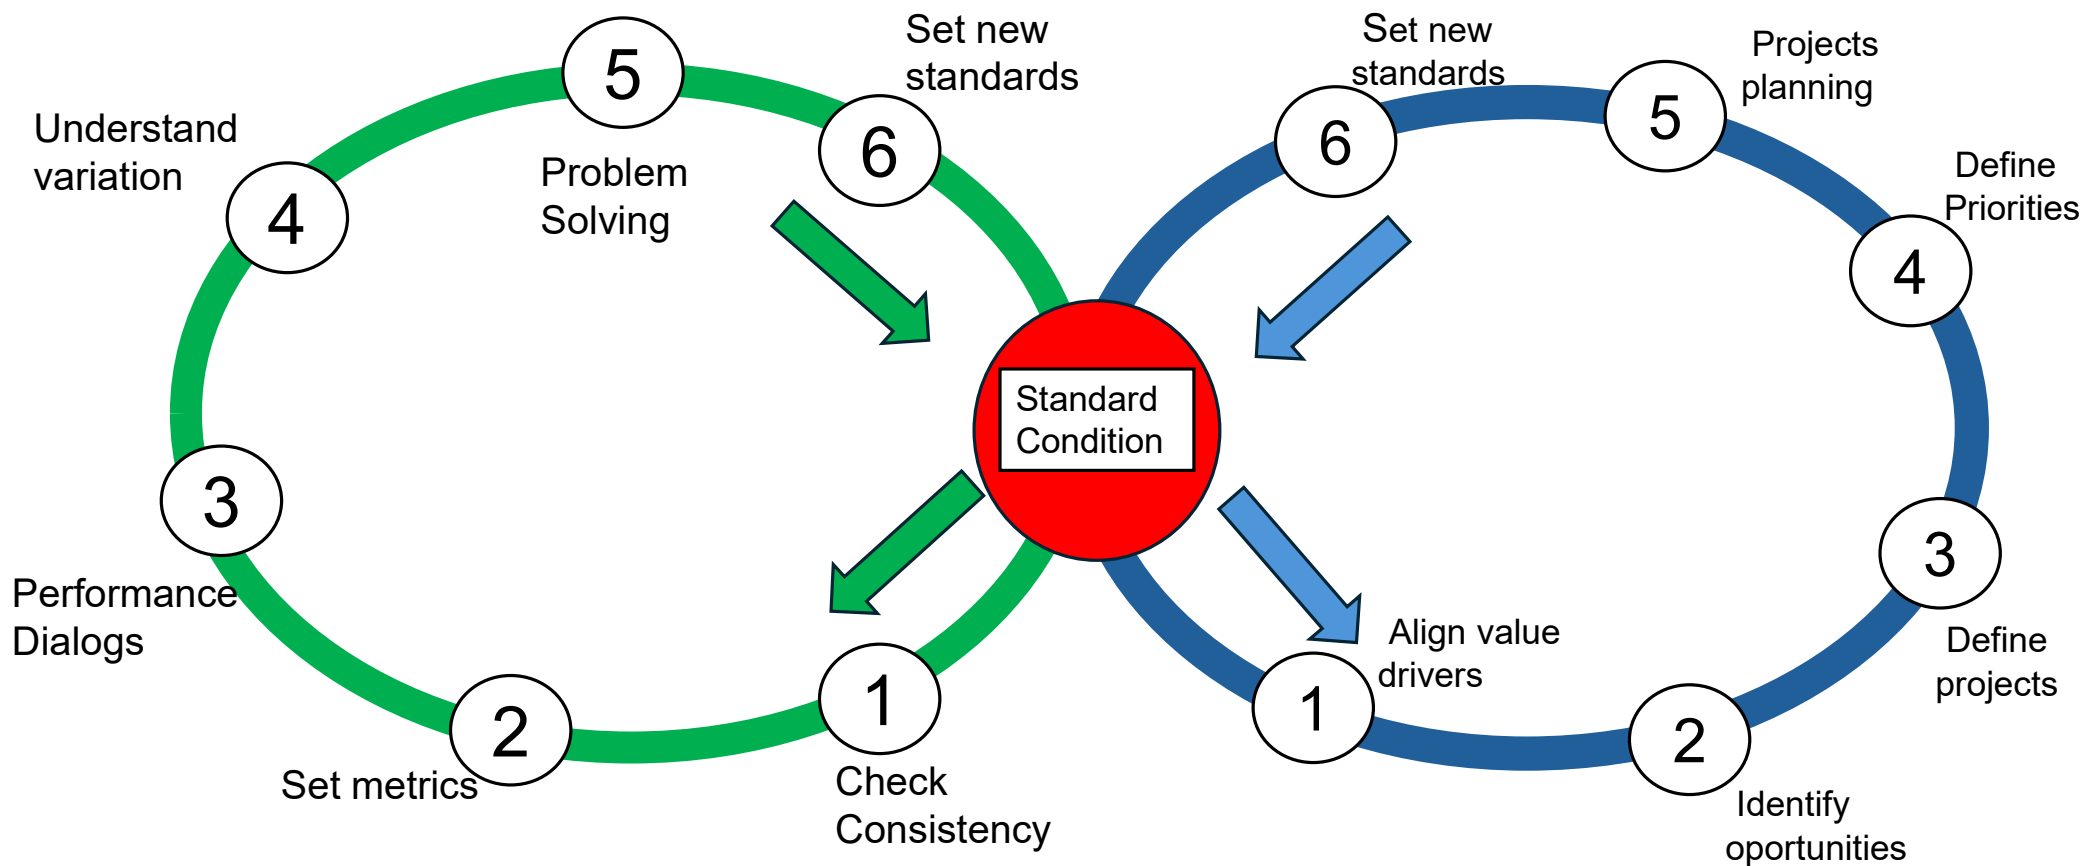 5
Set new
standards
Set new
standards
Projects
planning
Understand
variation
6
6
5
Define
Priorities
4
Problem
Solving
4
Standard
Condition
3
3
Performance
Dialogs
Align value
drivers
Define
projects
2
1
1
2
Set metrics
Check
Consistency
Identify
oportunities